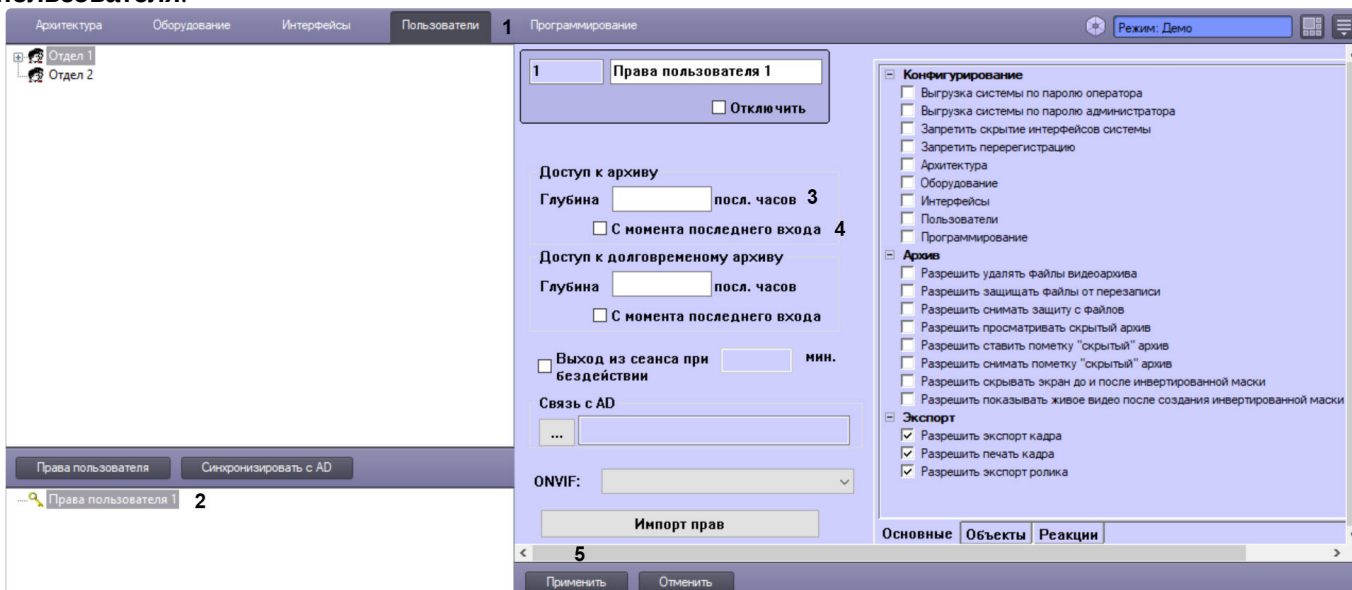 пользователя.
Архитектура Оборудование Интерфейсы Пользователи 1 Программирование Режим: Демо
Отдел 1
Отдел 2
1 Права пользователя 1
Отключить
Доступ к архиву
Глубина посл. часов 3
С момента последнего входа 4
Доступ к долговременому архиву
Глубина посл. часов
С момента последнего входа
Выход из сеанса при мин.
бездействии
Связь с AD
...
ONVIF:
Импорт прав
5
Применить Отменить
Конфигурирование
Выгрузка системы по паролю оператора
Выгрузка системы по паролю администратора
Запретить скрытие интерфейсов системы
Запретить перерегистрацию
Архитектура
Оборудование
Интерфейсы
Пользователи
Программирование
Архив
Разрешить удалять файлы видеоархива
Разрешить защищать файлы от перезаписи
Разрешить снимать защиту с файлов
Разрешить просматривать скрытый архив
Разрешить ставить пометку "скрытый" архив
Разрешить снимать пометку "скрытый" архив
Разрешить скрывать экран до и после инвертированной маски
Разрешить показывать живое видео после создания инвертированной маски
Экспорт
Разрешить экспорт кадра
Разрешить печать кадра
Разрешить экспорт ролика
Основные Объекты Реакции
Права пользователя Синхронизировать с AD
Права пользователя 1 2